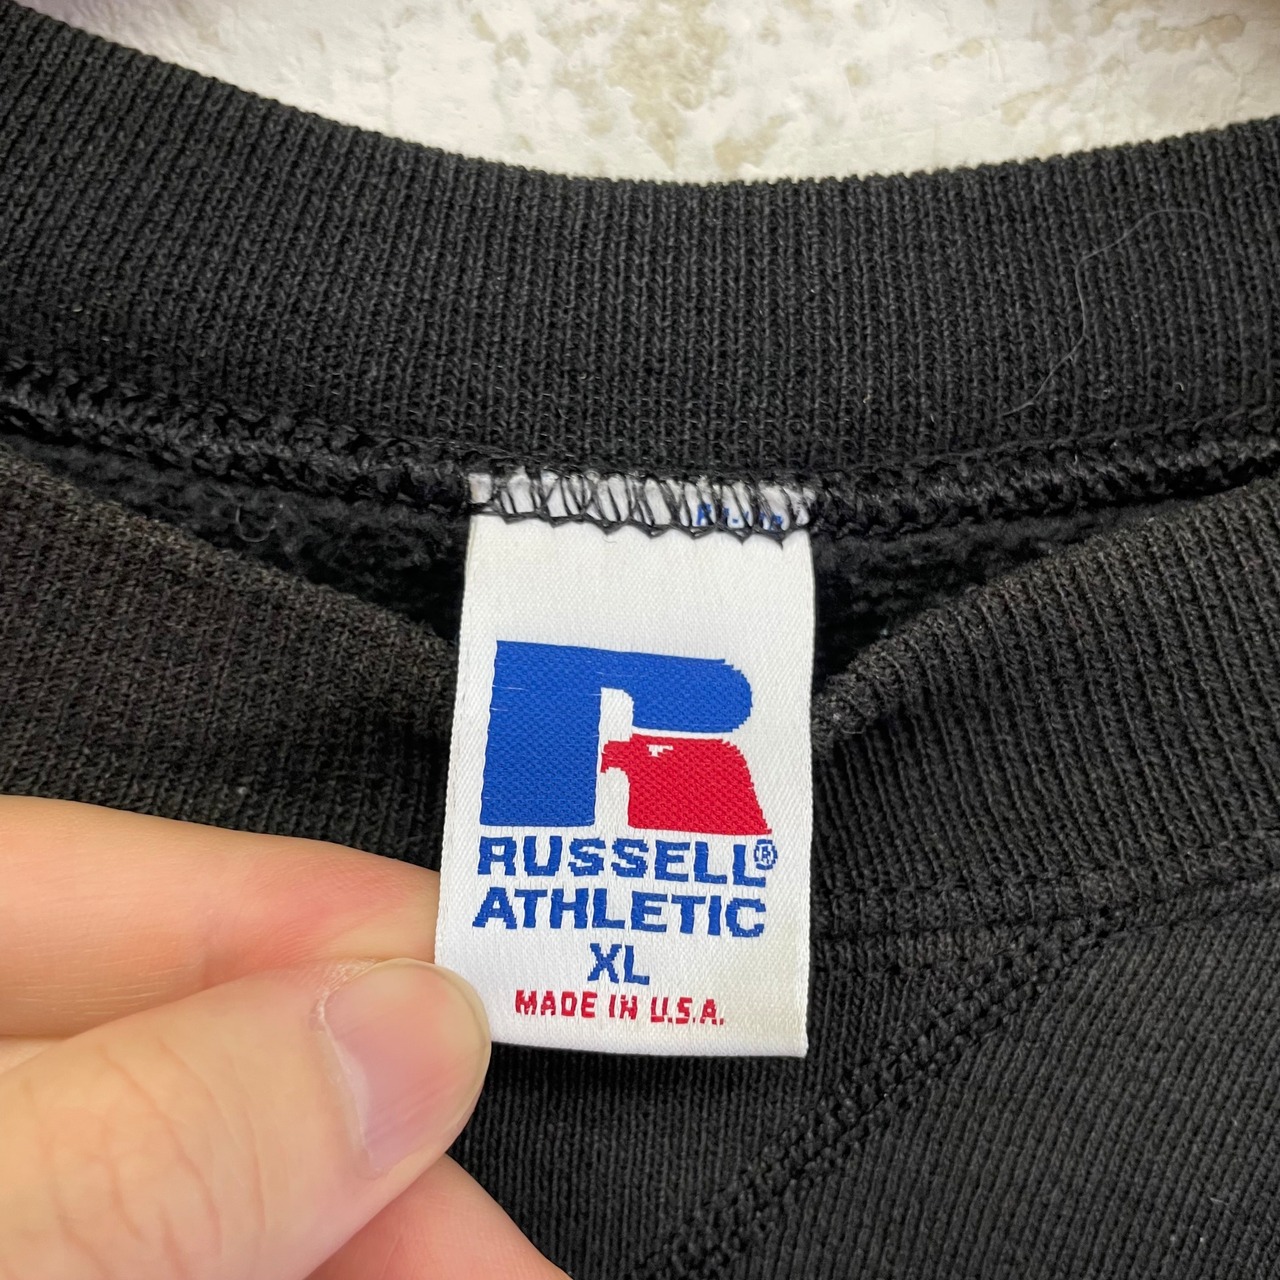 RUSSELL®
ATHLETIC
XL
MADE IN U.S.A.